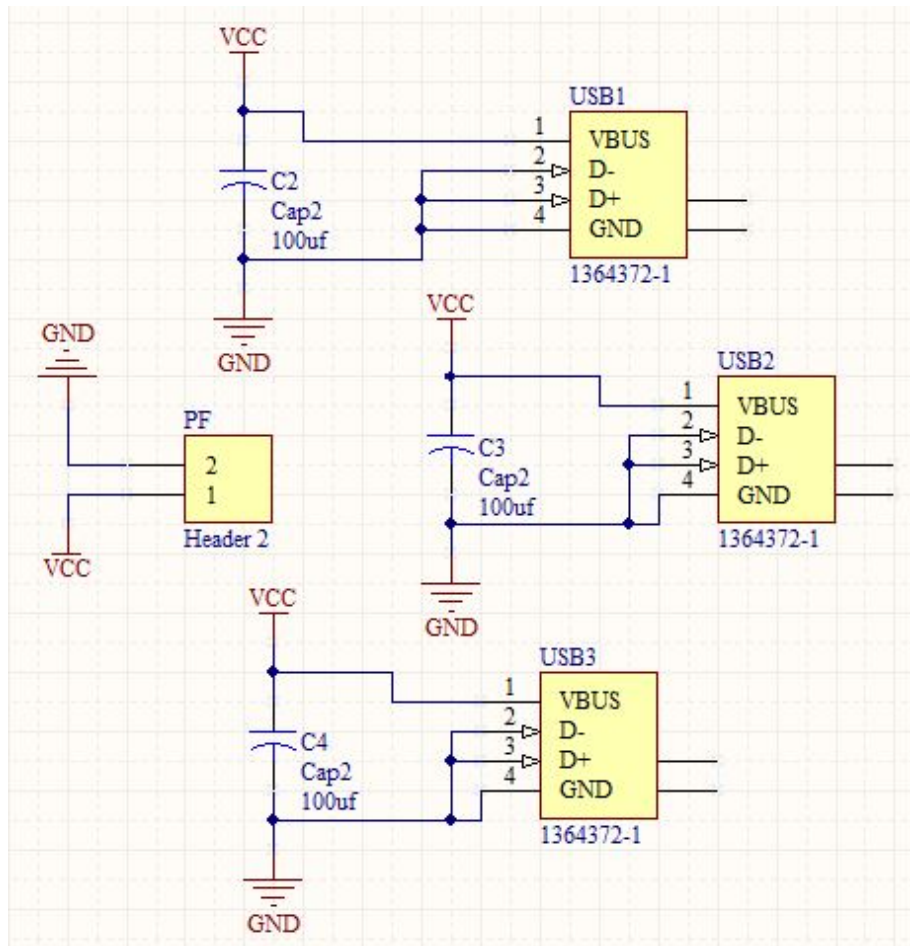 VCC
USB1
1 VBUS
2 D-
3 D+
4 GND
1364372-1
C2
Cap2
100uf
GND
VCC
USB2
1 VBUS
2 D-
3 D+
4 GND
1364372-1
C3
Cap2
100uf
GND
GND
PF
2
1
Header 2
VCC
VCC
USB3
1 VBUS
2 D-
3 D+
4 GND
1364372-1
C4
Cap2
100uf
GND